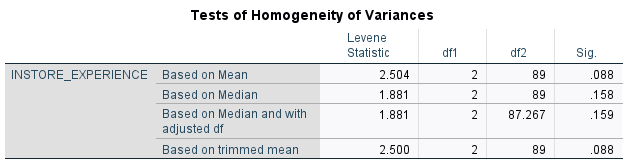 Tests of Homogeneity of Variances
Levene Statistic df1 df2 Sig.
INSTORE_EXPERIENCE Based on Mean 2.504 2 89 .088
Based on Median 1.881 2 89 .158
Based on Median and with adjusted df 1.881 2 87.267 .159
Based on trimmed mean 2.500 2 89 .088